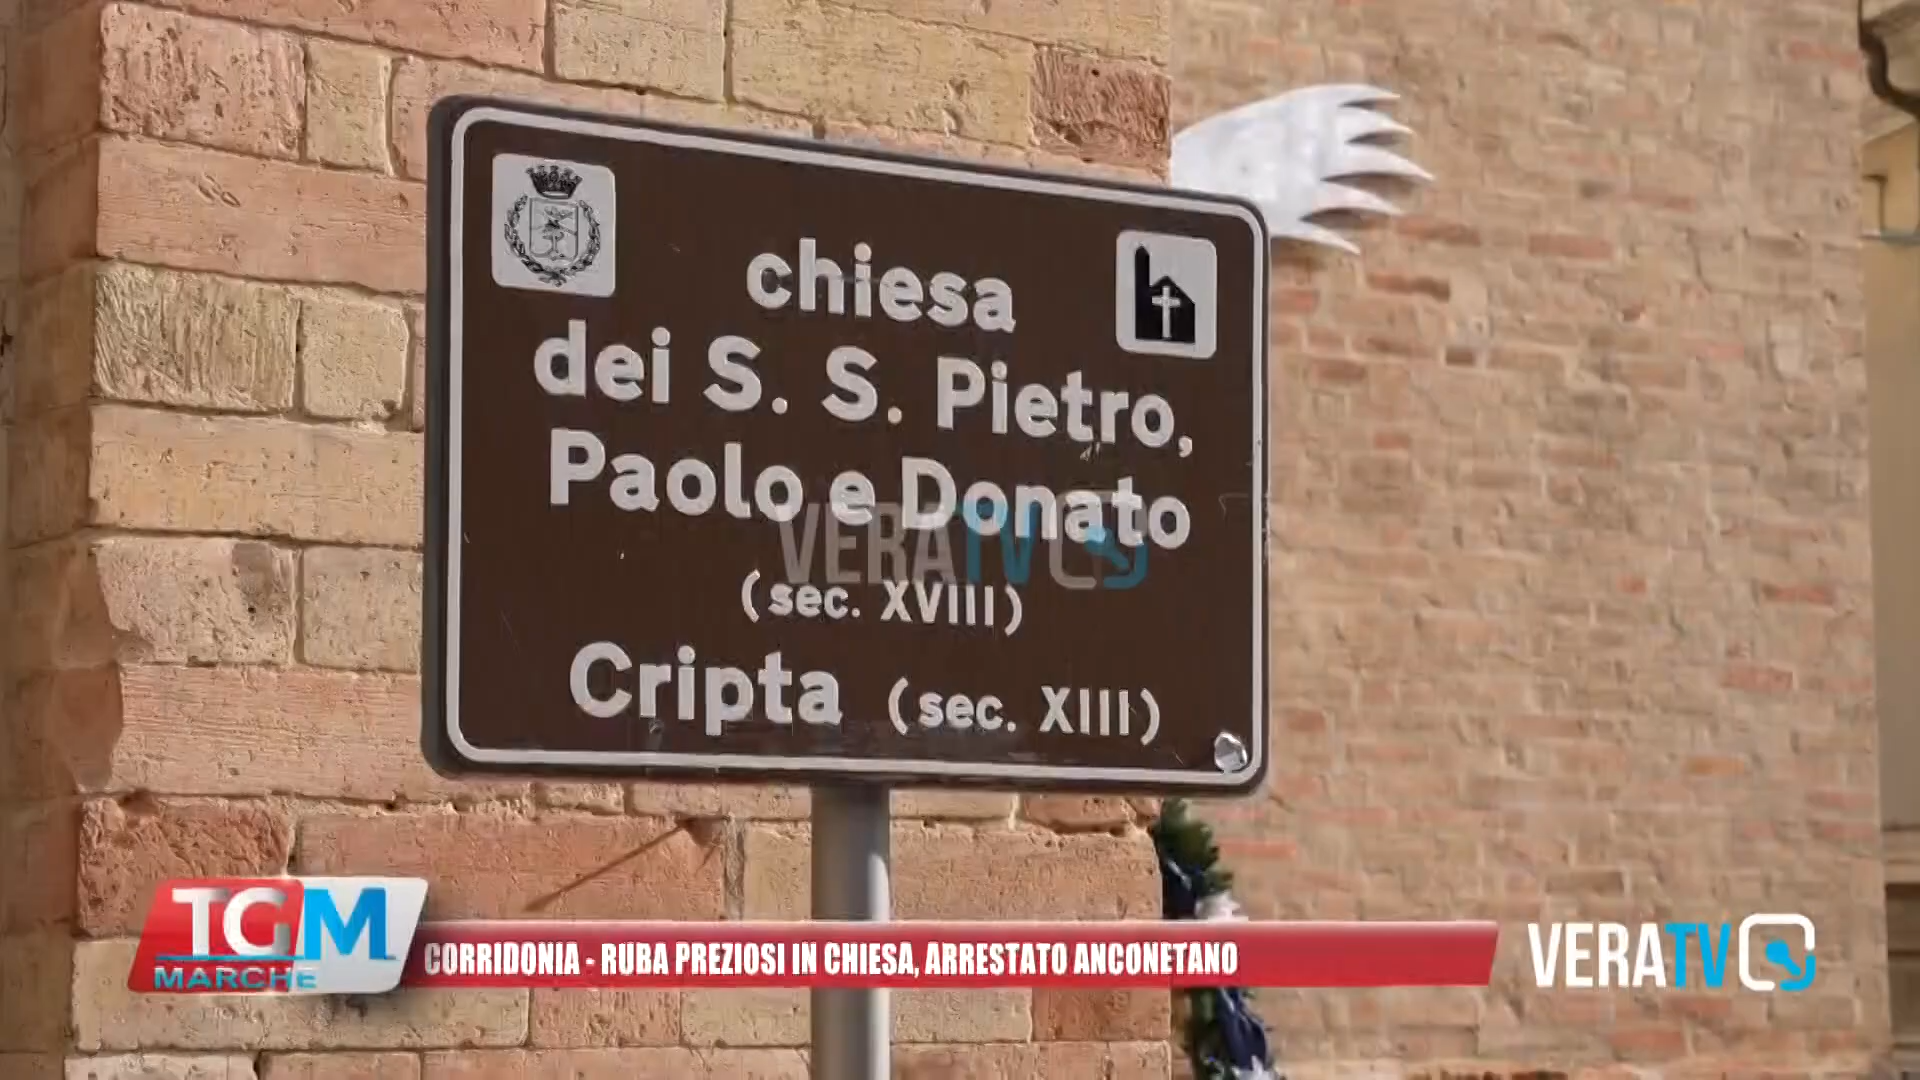 chiesa
dei S. S. Pietro,
Paolo e Donato
(sec. XVIII)
Cripta (sec. XIII)
VERATV
TGM
MARCHE
CORRIDONIA - RUBA PREZIOSI IN CHIESA, ARRESTATO ANCONETANO
VERATV